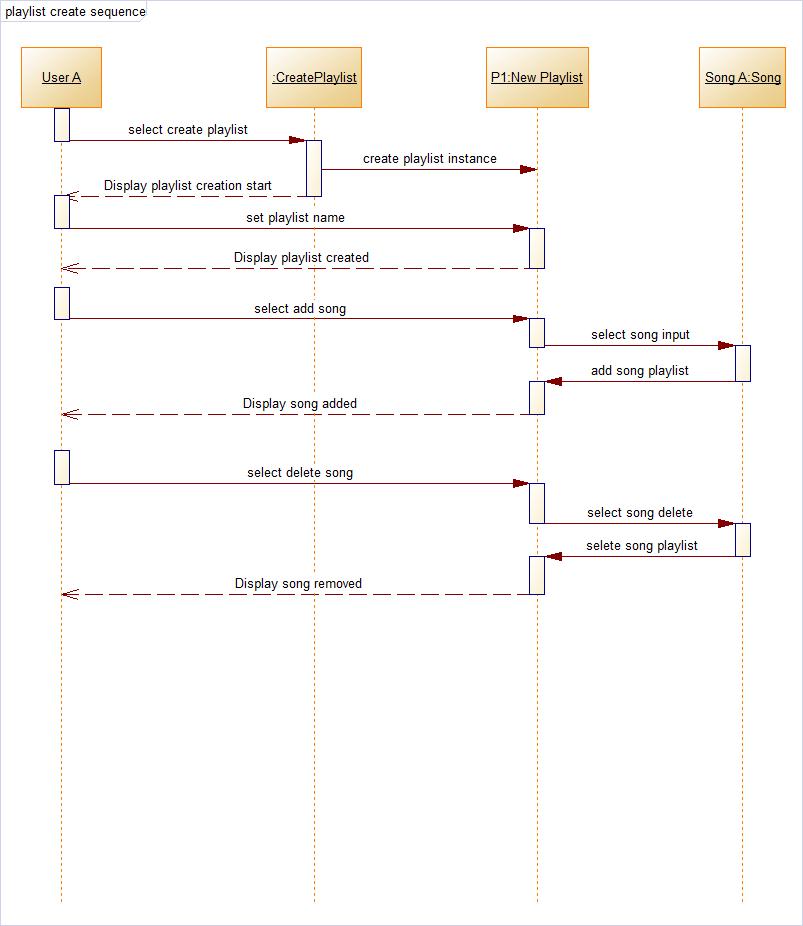 playlist create sequence
User A
:CreatePlaylist
P1:New Playlist
Song A:Song
select create playlist
create playlist instance
Display playlist creation start
set playlist name
Display playlist created
select add song
select song input
add song playlist
Display song added
select delete song
select song delete
selete song playlist
Display song removed